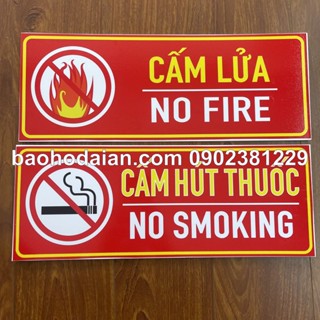 CẤM LỬA
NO FIRE
baohodaian.com 0902381229
CẤM HÚT THUỐC
NO SMOKING